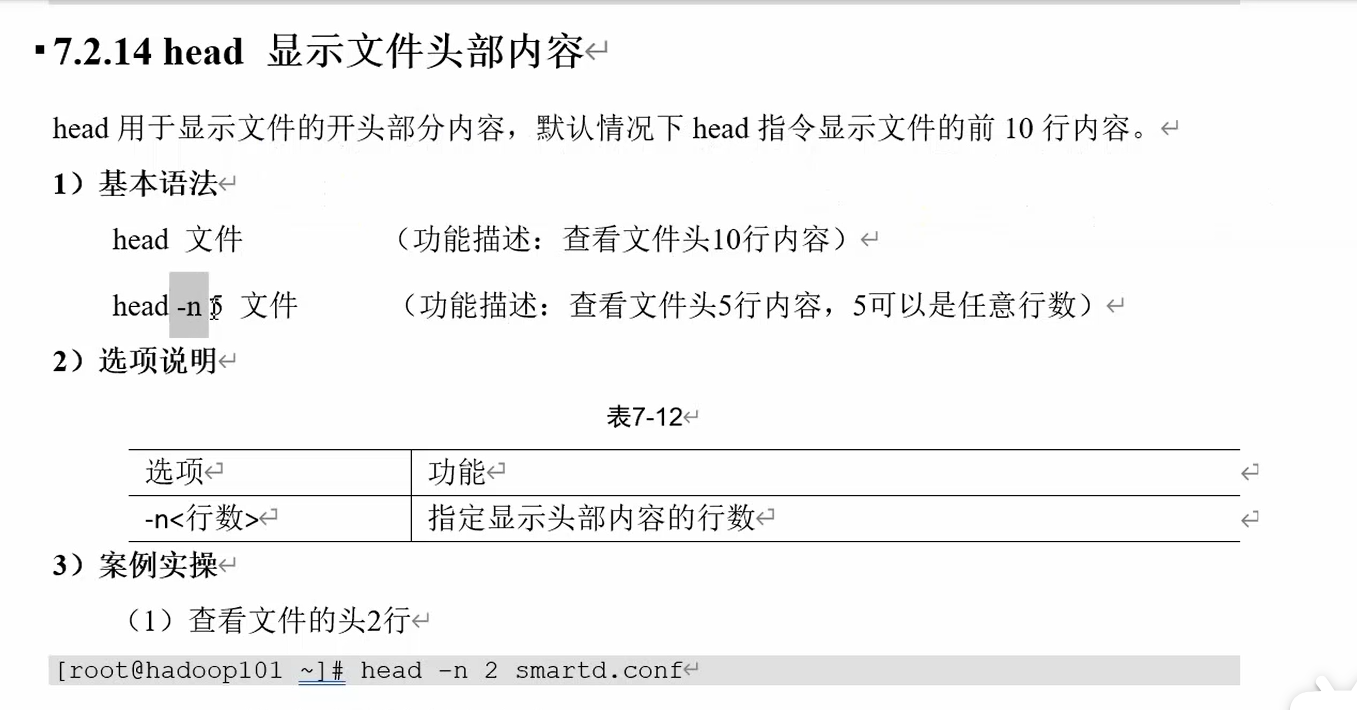 ▪7.2.14 head 显示文件头部内容↵
head 用于显示文件的开头部分内容，默认情况下 head 指令显示文件的前 10 行内容。↵
1）基本语法↵
head 文件 （功能描述：查看文件头10行内容）↵
head -n 5 文件 （功能描述：查看文件头5行内容，5可以是任意行数）↵
2）选项说明↵
表7-12↵
选项↵ 功能↵ ↵
-n<行数>↵ 指定显示头部内容的行数↵ ↵
3）案例实操↵
（1）查看文件的头2行↵
[root@hadoop101 ~]# head -n 2 smartd.conf↵